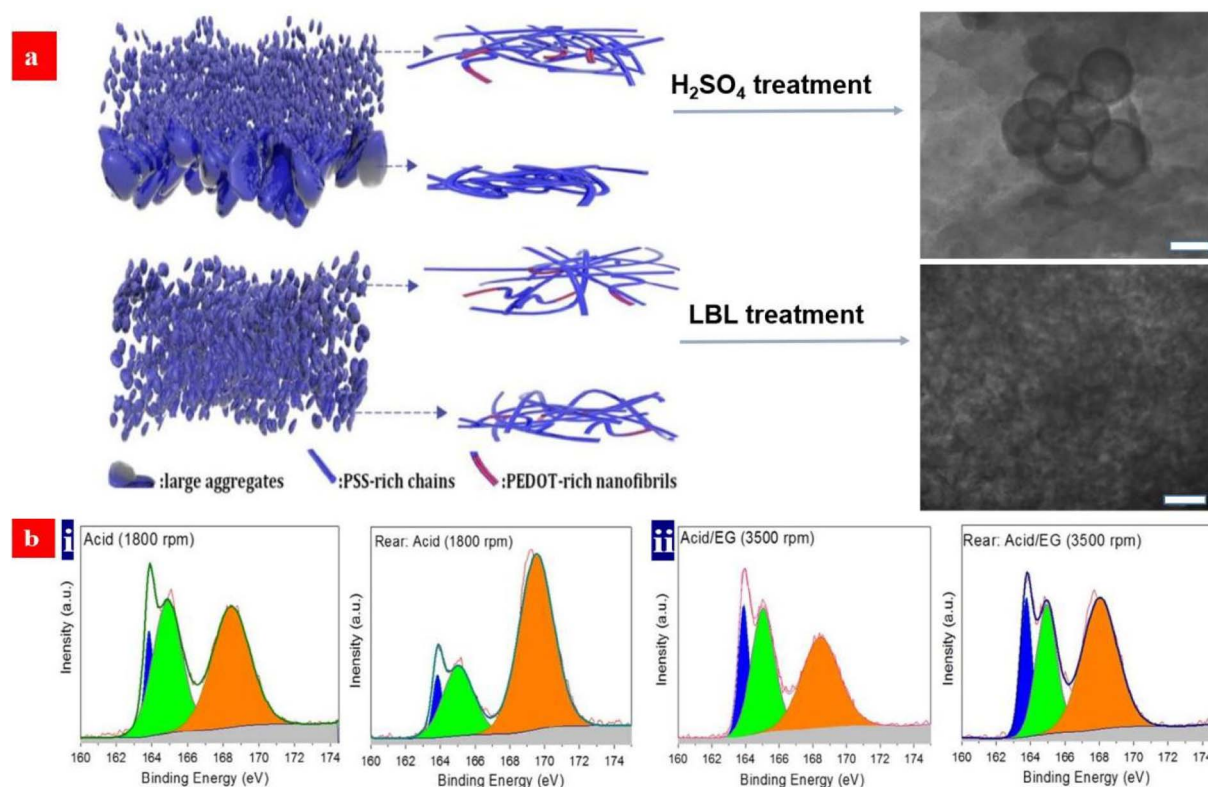 a
H₂SO₄ treatment
LBL treatment
:large aggregates :PSS-rich chains :PEDOT-rich nanofibrils
b
i
Acid (1800 rpm)
Inensity (a.u.)
160 162 164 166 168 170 172 174
Binding Energy (eV)
Rear: Acid (1800 rpm)
Inensity (a.u.)
160 162 164 166 168 170 172 174
Binding Energy (eV)
ii
Acid/EG (3500 rpm)
Inensity (a.u.)
160 162 164 166 168 170 172 174
Binding Energy (eV)
Rear: Acid/EG (3500 rpm)
Inensity (a.u.)
160 162 164 166 168 170 172 174
Binding Energy (eV)